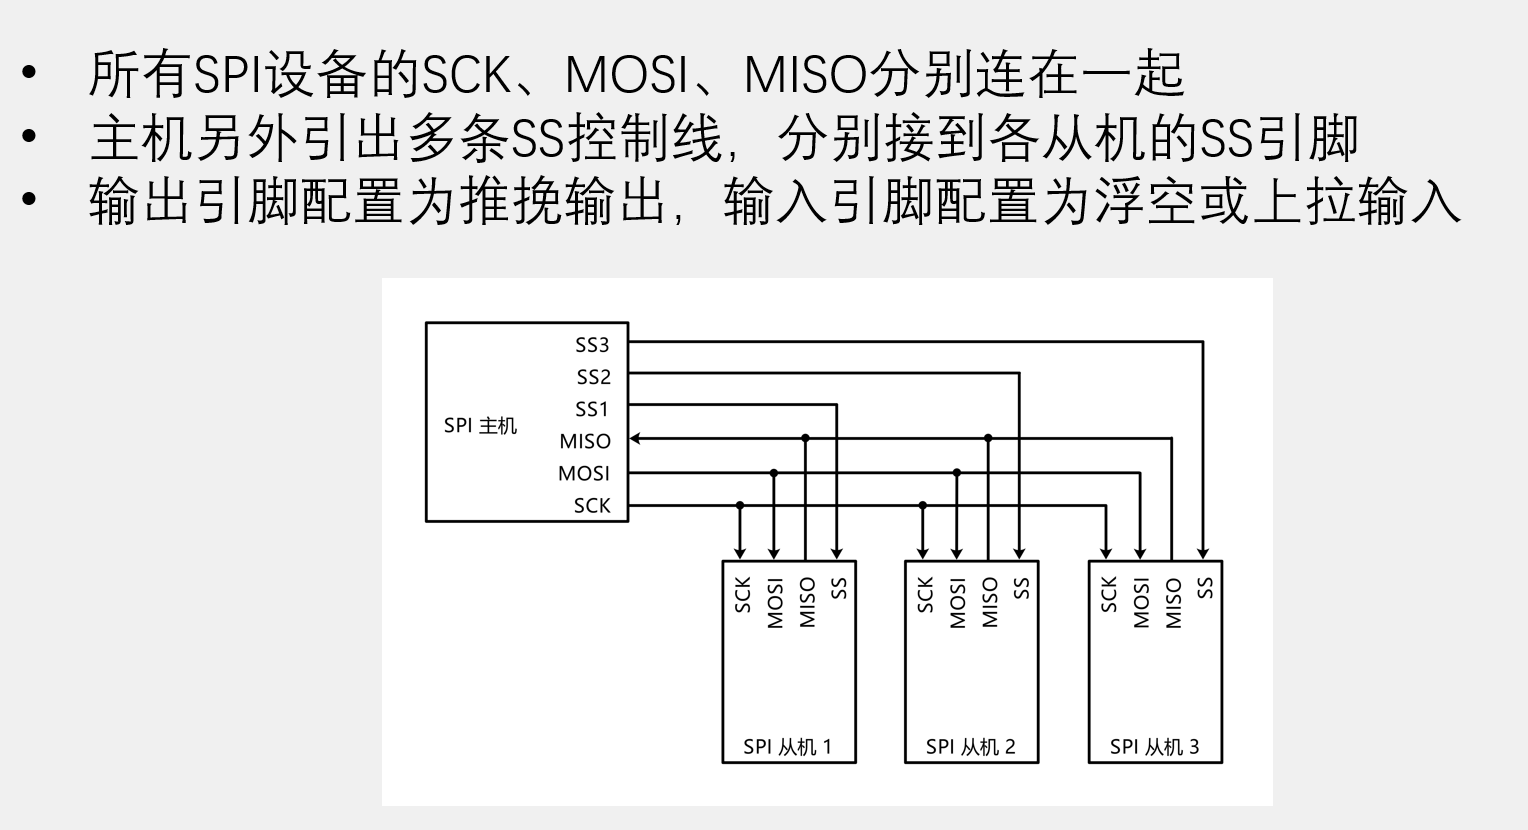 • 所有SPI设备的SCK、MOSI、MISO分别连在一起
• 主机另外引出多条SS控制线，分别接到各从机的SS引脚
• 输出引脚配置为推挽输出，输入引脚配置为浮空或上拉输入
SS3
SS2
SS1
SPI 主机
MISO
MOSI
SCK
SCK MOSI MISO SS
SCK MOSI MISO SS
SCK MOSI MISO SS
SPI 从机 1
SPI 从机 2
SPI 从机 3